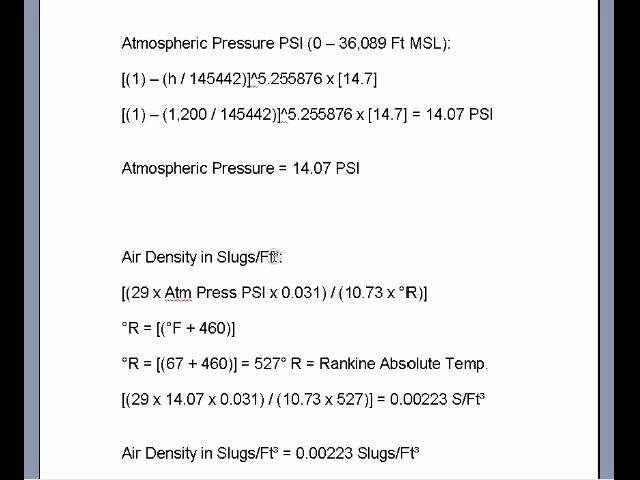 Atmospheric Pressure PSI (0 – 36,089 Ft MSL):
[(1) – (h / 145442)]^5.255876 x [14.7]
[(1) – (1,200 / 145442)]^5.255876 x [14.7] = 14.07 PSI
Atmospheric Pressure = 14.07 PSI
Air Density in Slugs/Ft³:
[(29 x Atm Press PSI x 0.031) / (10.73 x °R)]
°R = [(°F + 460)]
°R = [(67 + 460)] = 527° R = Rankine Absolute Temp.
[(29 x 14.07 x 0.031) / (10.73 x 527)] = 0.00223 S/Ft³
Air Density in Slugs/Ft³ = 0.00223 Slugs/Ft³